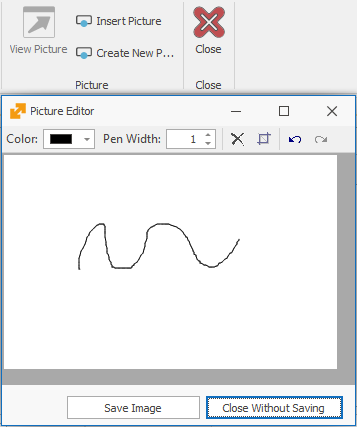 View Picture
Insert Picture
Create New P...
Picture
Close
Close
Picture Editor
Color: Pen Width: 1
Save Image Close Without Saving